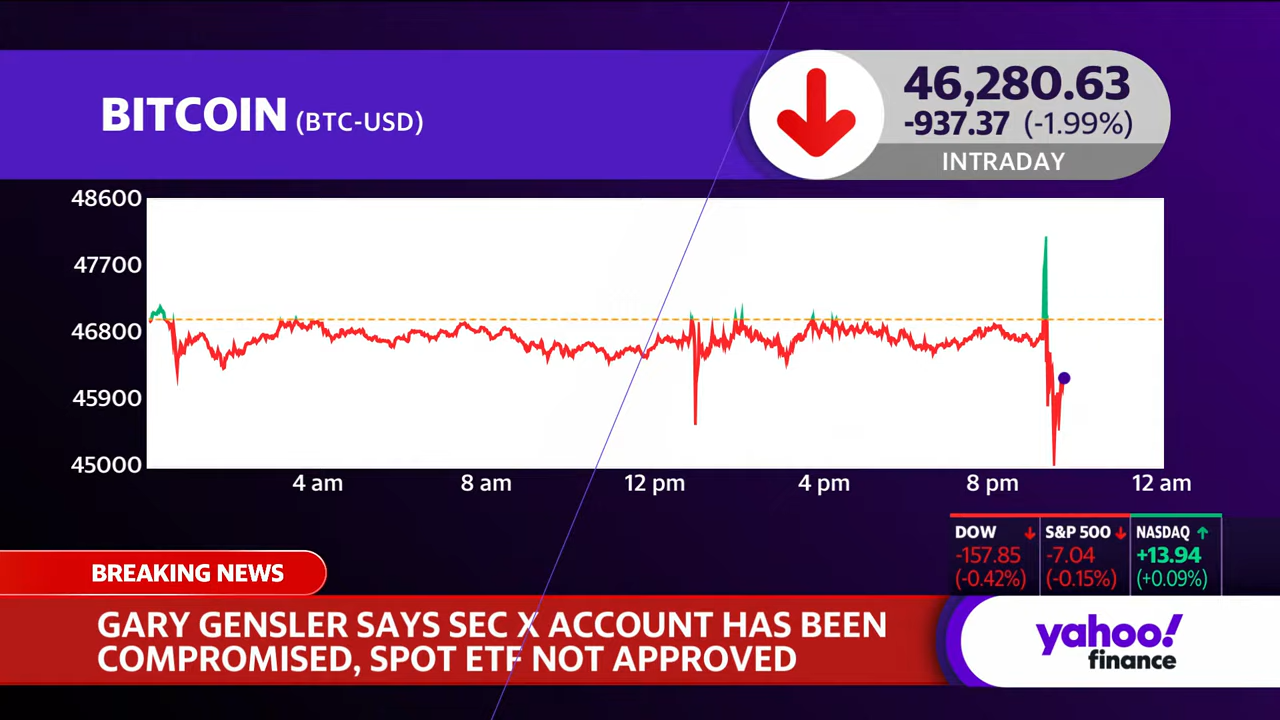 BITCOIN (BTC-USD)
46,280.63
-937.37 (-1.99%)
INTRADAY
48600
47700
46800
45900
45000
4 am
8 am
12 pm
4 pm
8 pm
12 am
DOW
-157.85
(-0.42%)
S&P 500
-7.04
(-0.15%)
NASDAQ
+13.94
(+0.09%)
BREAKING NEWS
GARY GENSLER SAYS SEC X ACCOUNT HAS BEEN
COMPROMISED, SPOT ETF NOT APPROVED
yahoo!
finance